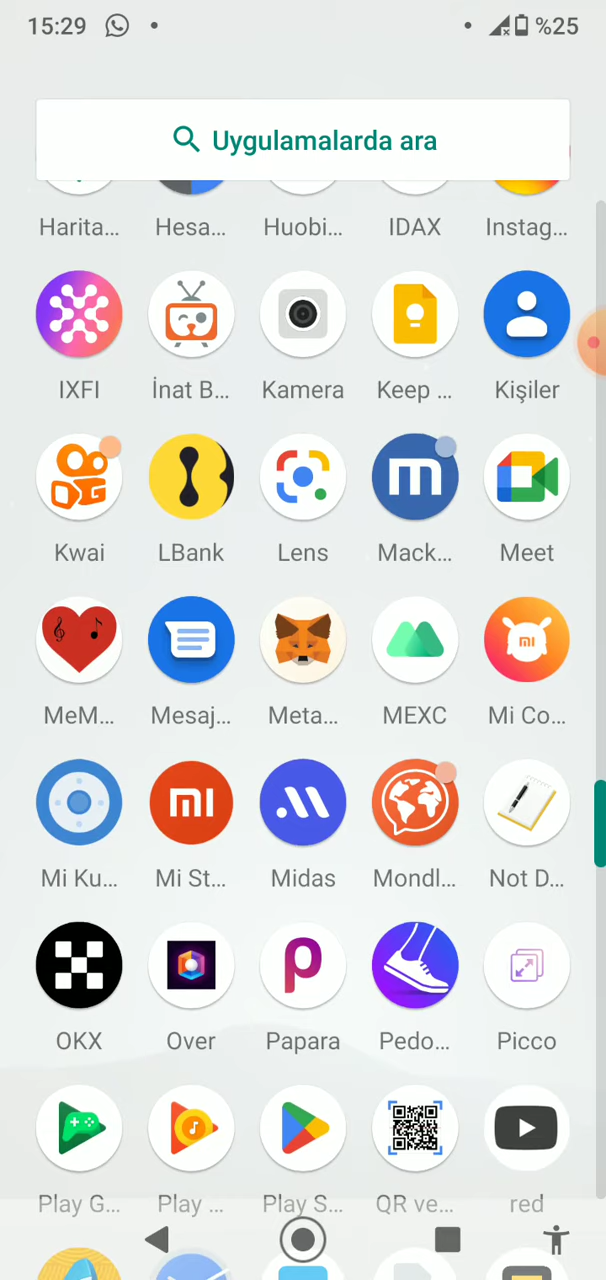 15:29 %25
Uygulamalarda ara
Harita... Hesa... Huobi... IDAX Instag...
IXFI İnat B... Kamera Keep ... Kişiler
Kwai LBank Lens Mack... Meet
MeM... Mesaj... Meta... MEXC Mi Co...
Mi Ku... Mi St... Midas Mondl... Not D...
OKX Over Papara Pedo... Picco
Play G... Play ... Play S... QR ve... red